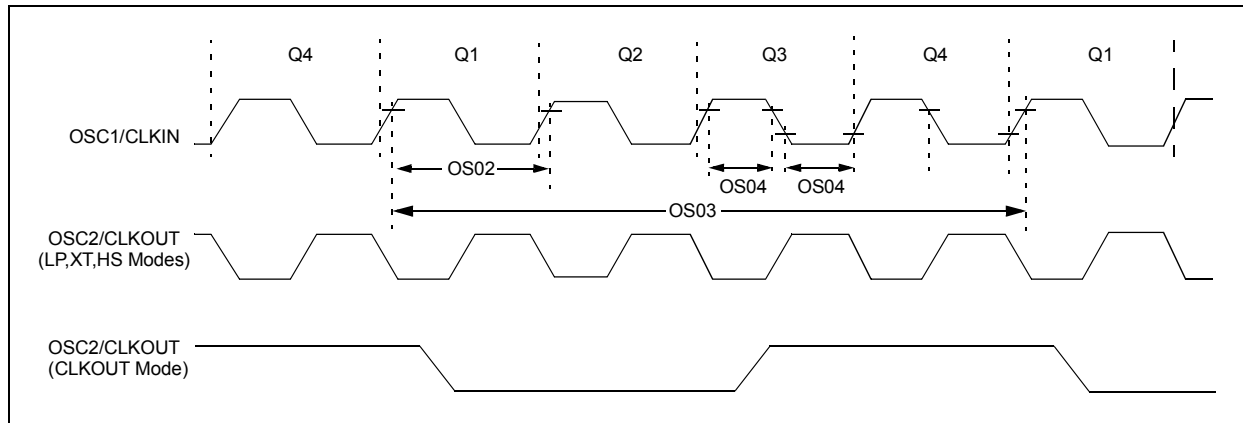 Q4 Q1 Q2 Q3 Q4 Q1
OSC1/CLKIN
OS02
OS04 OS04
OS03
OSC2/CLKOUT
(LP,XT,HS Modes)
OSC2/CLKOUT
(CLKOUT Mode)